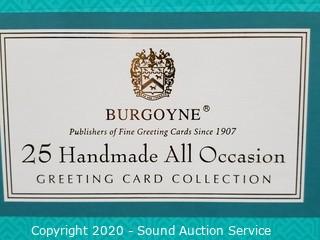 BURGOYNE®
Publishers of Fine Greeting Cards Since 1907
25 Handmade All Occasion
GREETING CARD COLLECTION
Copyright 2020 - Sound Auction Service